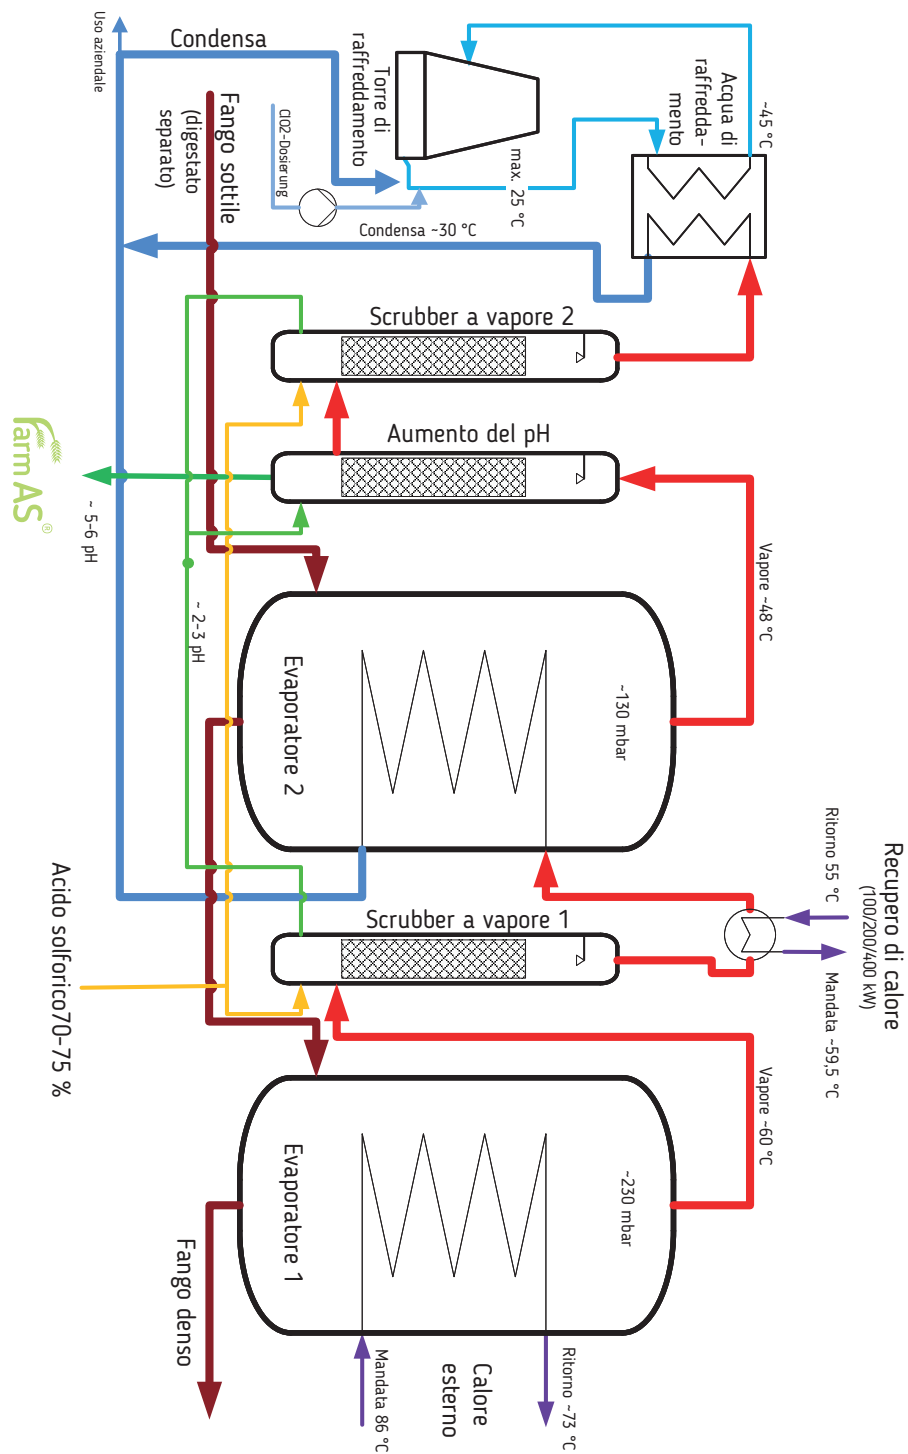 Uso aziendale
Condensa
Torre di
raffreddamento
Acqua di
raffredda-
mento
~45 °C
Fango sottile
(digestato
separato)
ClO2-Dosierung
max. 25 °C
Condensa ~30 °C
Scrubber a vapore 2
Aumento del pH
farmAS®
~ 5-6 pH
~ 2-3 pH
Vapore ~48 °C
Evaporatore 2
~130 mbar
Ritorno 55 °C
Recupero di calore
(100/200/400 kW)
Mandata ~59,5 °C
Scrubber a vapore 1
Acido solforico70-75 %
Vapore ~60 °C
Evaporatore 1
~230 mbar
Fango denso
Mandata 86 °C
Calore
esterno
Ritorno ~73 °C